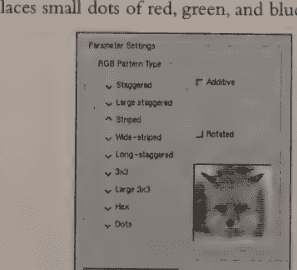 laces small dots of red, green, and blue
Parameter Settings
RGB Pattern Type
Staggered
Additive
Large staggered
Striped
Wide-striped
Rotated
Long-staggered
3x3
Large 3x3
Hex
Dots